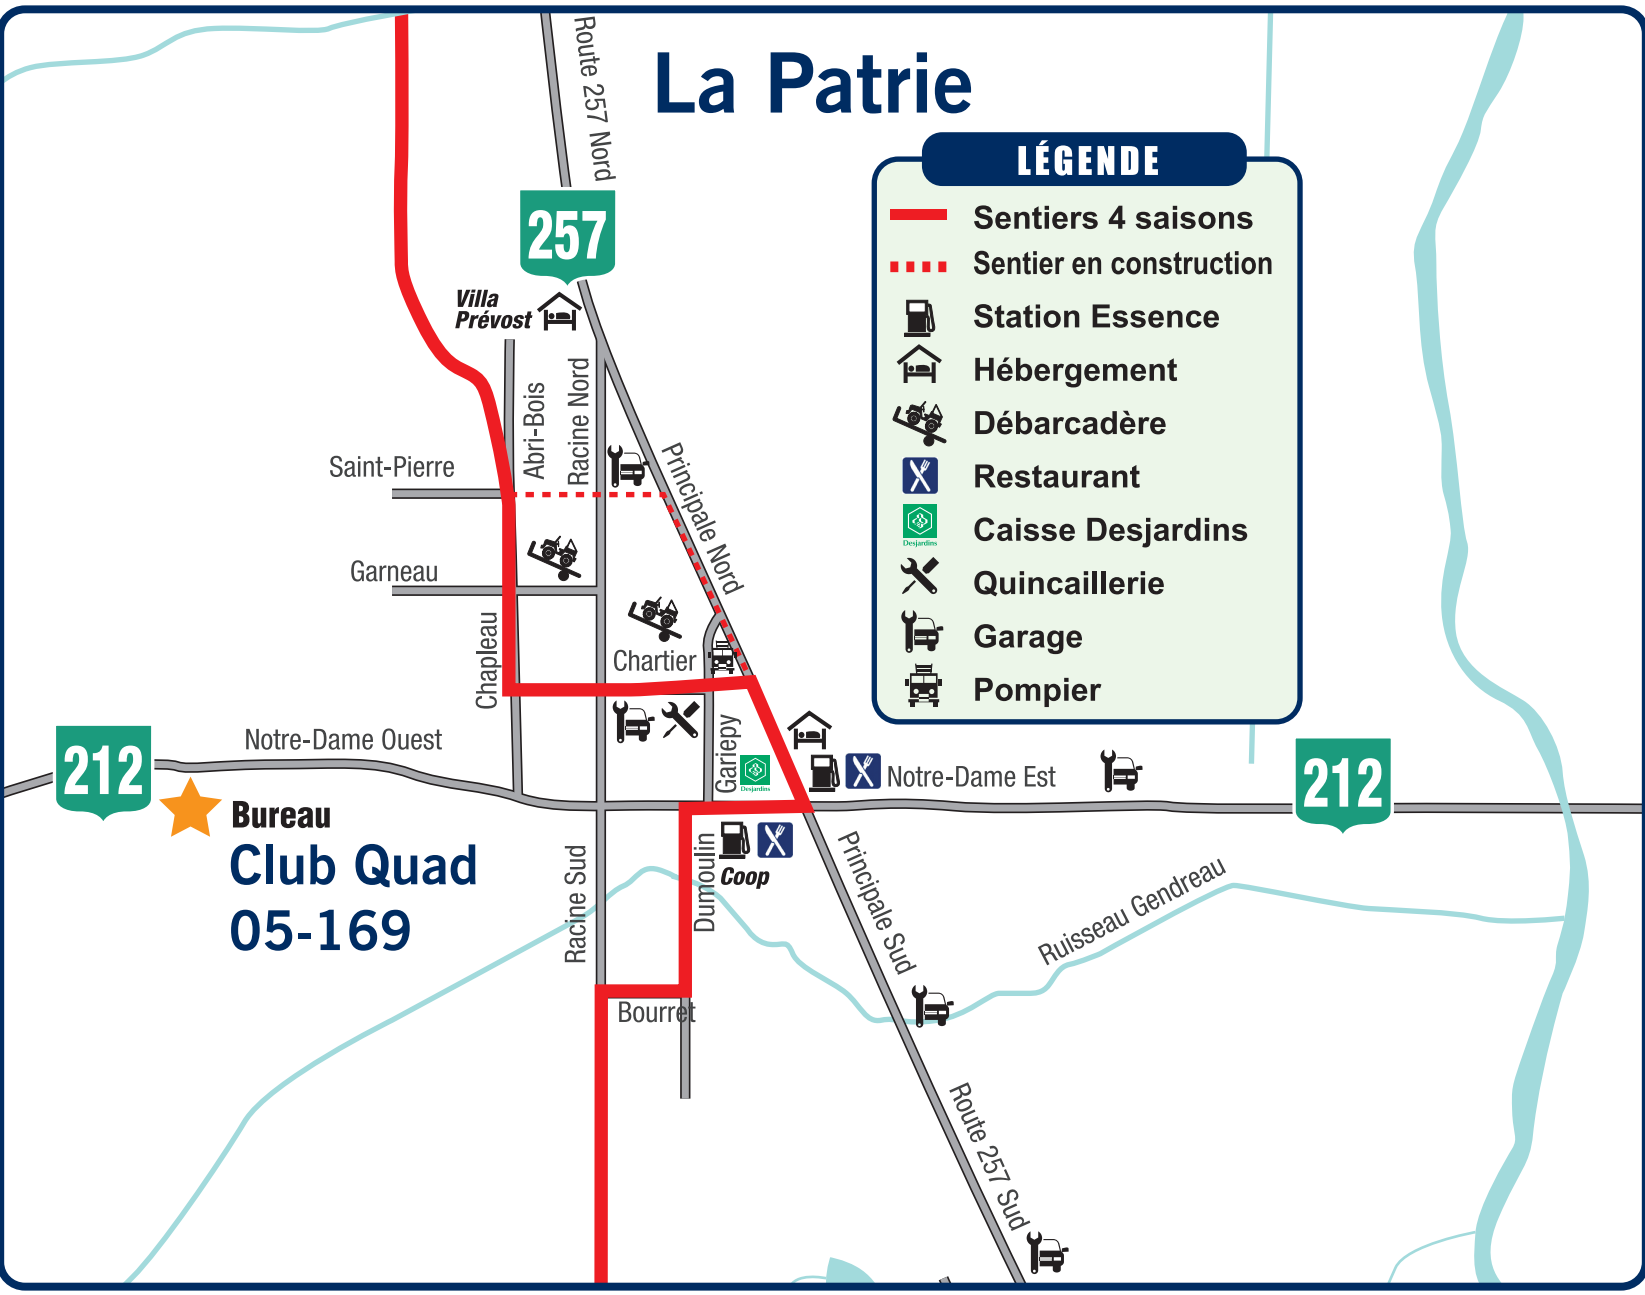 La Patrie
Route 257 Nord
257
LÉGENDE
Sentiers 4 saisons
Sentier en construction
Station Essence
Hébergement
Débarcadère
Restaurant
Desjardins
Caisse Desjardins
Quincaillerie
Garage
Pompier
Villa
Prévost
Abri-Bois
Racine Nord
Saint-Pierre
Principale Nord
Garneau
Chapleau
Chartier
Gariepy
Desjardins
212
Notre-Dame Ouest
Notre-Dame Est
212
Bureau
Club Quad
05-169
Coop
Dumoulin
Racine Sud
Principale Sud
Ruisseau Gendreau
Bourret
Route 257 Sud